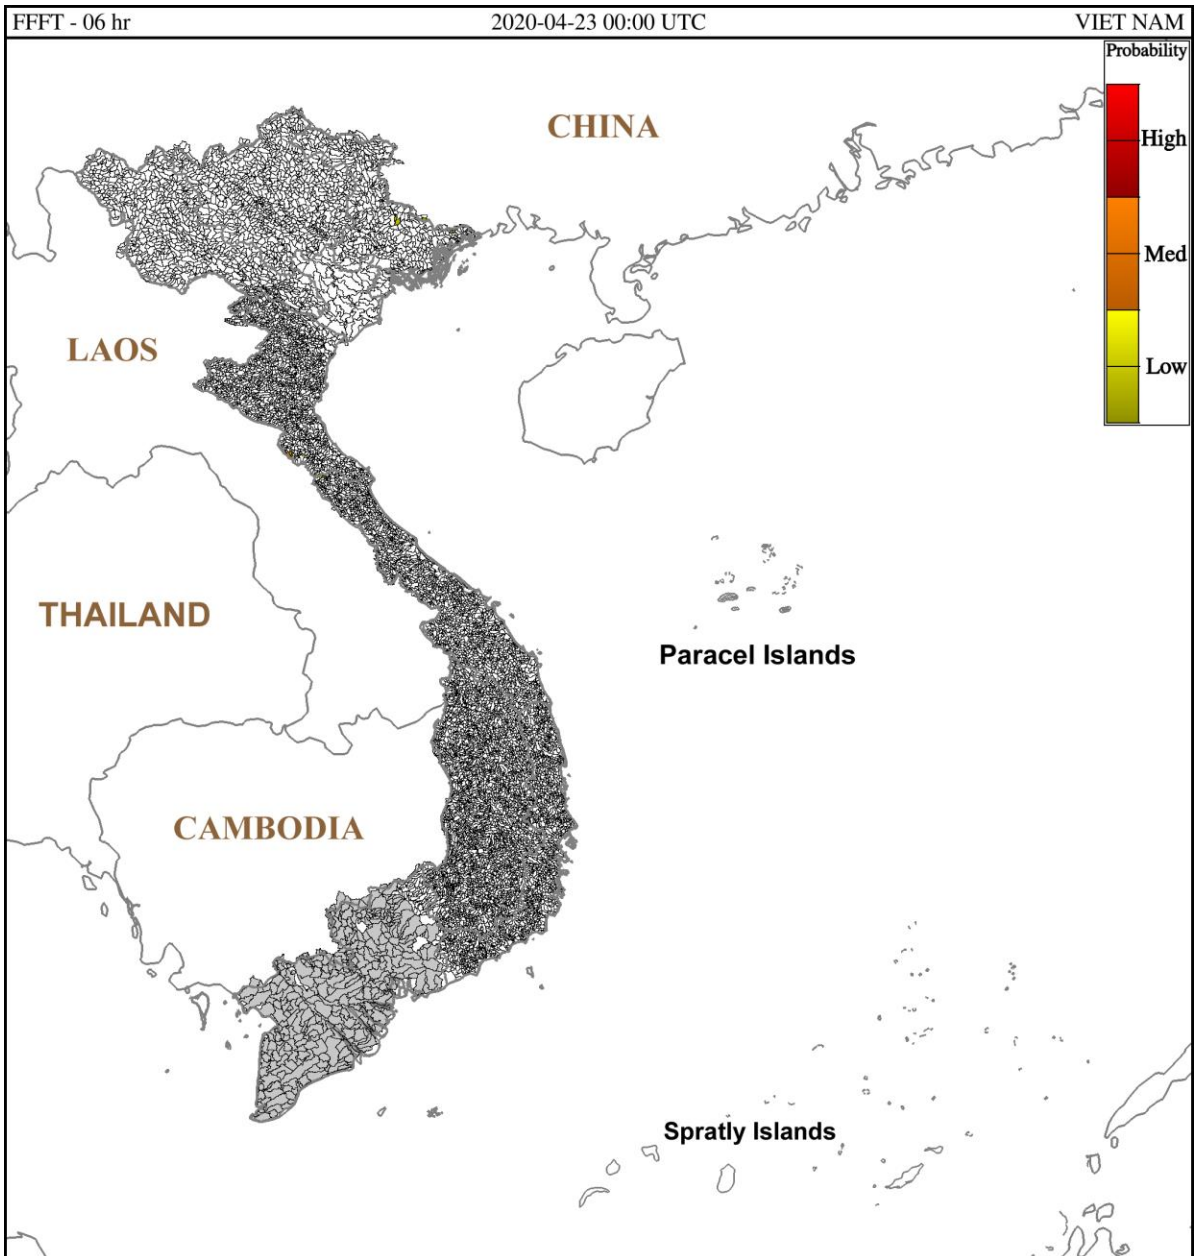 FFFT - 06 hr 2020-04-23 00:00 UTC VIET NAM
Probability
High
Med
Low
CHINA
LAOS
THAILAND
Paracel Islands
CAMBODIA
Spratly Islands